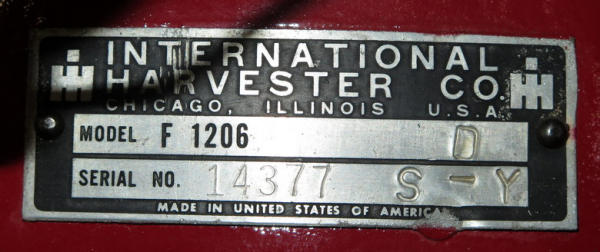 INTERNATIONAL
HARVESTER CO.
CHICAGO, ILLINOIS U.S.A.
MODEL F 1206 D
SERIAL NO. 14377 S-Y
MADE IN UNITED STATES OF AMERICA